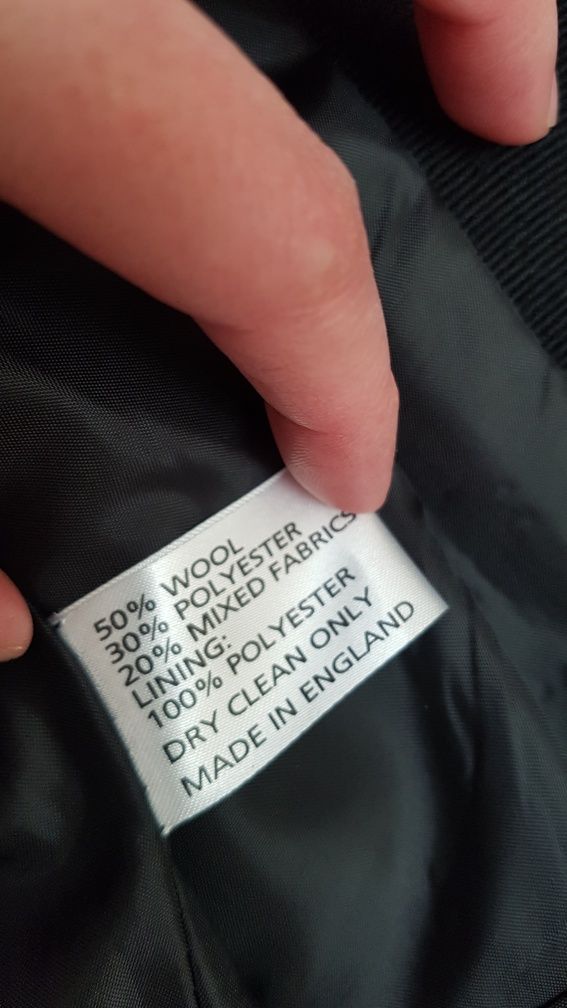 50% WOOL
30% POLYESTER
20% MIXED FABRICS
LINING:
100% POLYESTER
DRY CLEAN ONLY
MADE IN ENGLAND